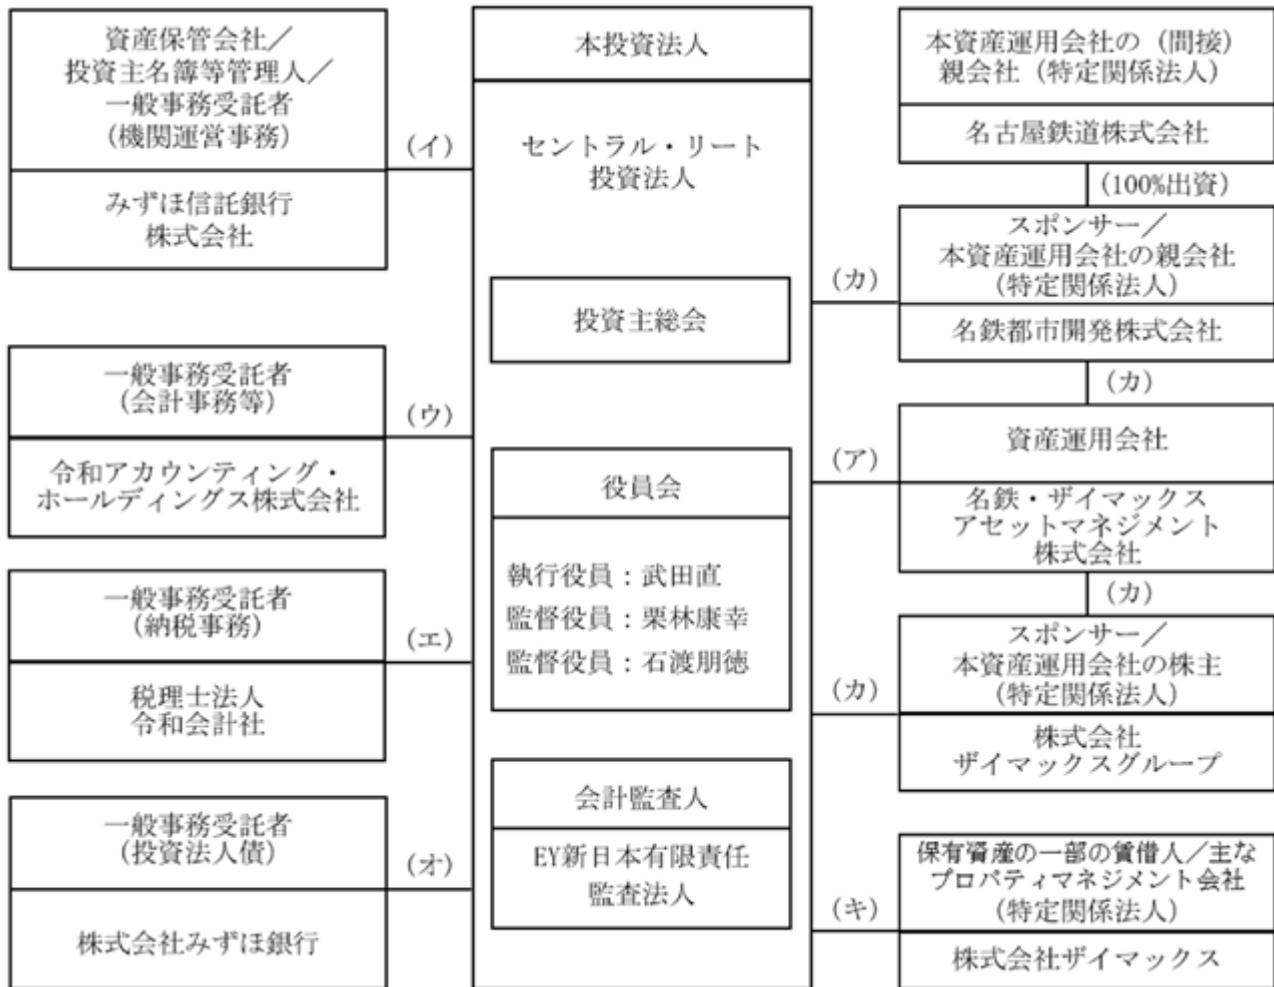 資産保管会社／
投資主名簿等管理人／
一般事務受託者
(機関運営事務)
みずほ信託銀行
株式会社
(イ)
一般事務受託者
(会計事務等)
令和アカウンティング・
ホールディングス株式会社
(ウ)
一般事務受託者
(納税事務)
税理士法人
令和会計社
(エ)
一般事務受託者
(投資法人債)
株式会社みずほ銀行
(オ)
本投資法人
セントラル・リート
投資法人
投資主総会
役員会
執行役員：武田直
監督役員：栗林康幸
監督役員：石渡朋徳
会計監査人
EY新日本有限責任
監査法人
本資産運用会社の（間接）
親会社（特定関係法人）
名古屋鉄道株式会社
(100%出資)
スポンサー／
本資産運用会社の親会社
(特定関係法人)
名鉄都市開発株式会社
(カ)
(カ)
資産運用会社
名鉄・ザイマックス
アセットマネジメント
株式会社
(ア)
(カ)
スポンサー／
本資産運用会社の株主
(特定関係法人)
株式会社
ザイマックスグループ
(カ)
保有資産の一部の賃借人／主な
プロパティマネジメント会社
(特定関係法人)
株式会社ザイマックス
(キ)